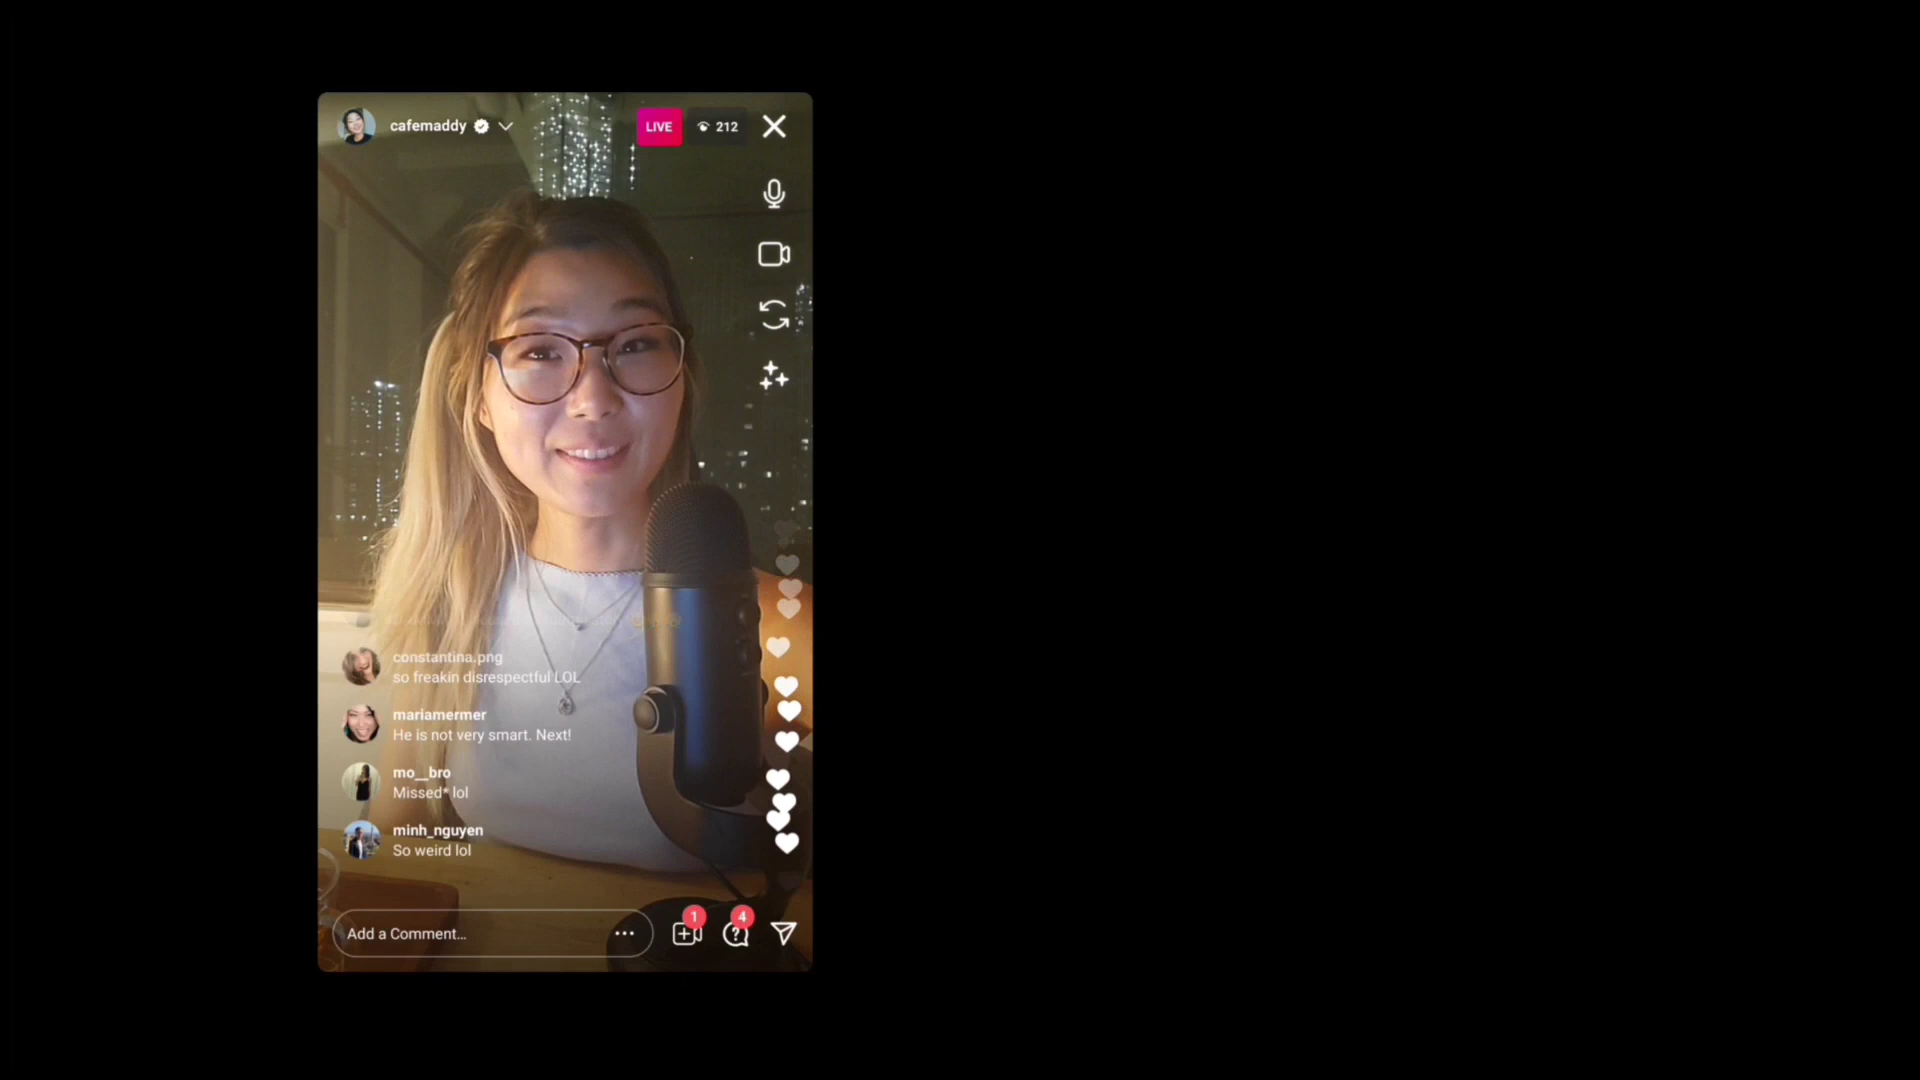 cafemaddy
LIVE
212
constantina.png
so freakin disrespectful LOL
mariamermer
He is not very smart. Next!
mo__bro
Missed* lol
minh_nguyen
So weird lol
Add a Comment...
1
4